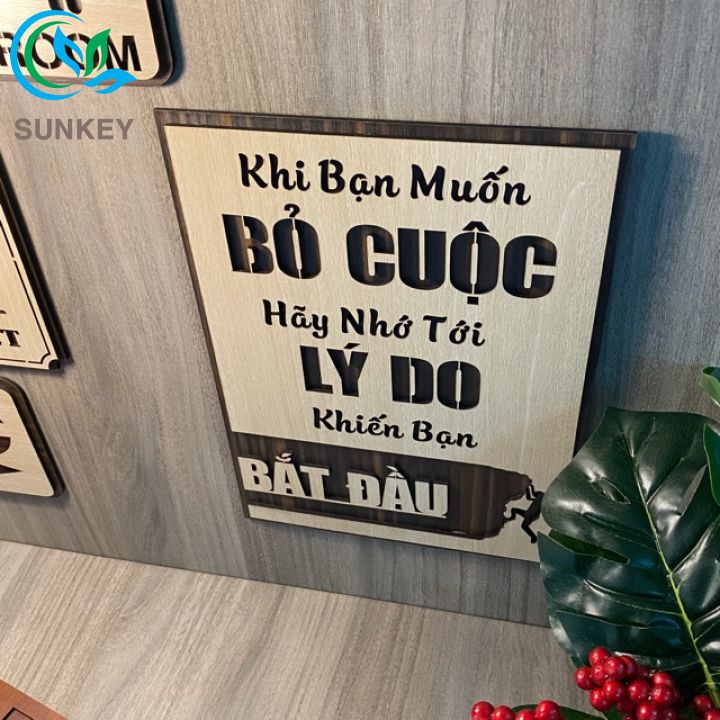 ROOM
SUNKEY
Khi Bạn Muốn
BỎ CUỘC
Hãy Nhớ Tới
LÝ DO
Khiến Bạn
BẮT ĐẦU